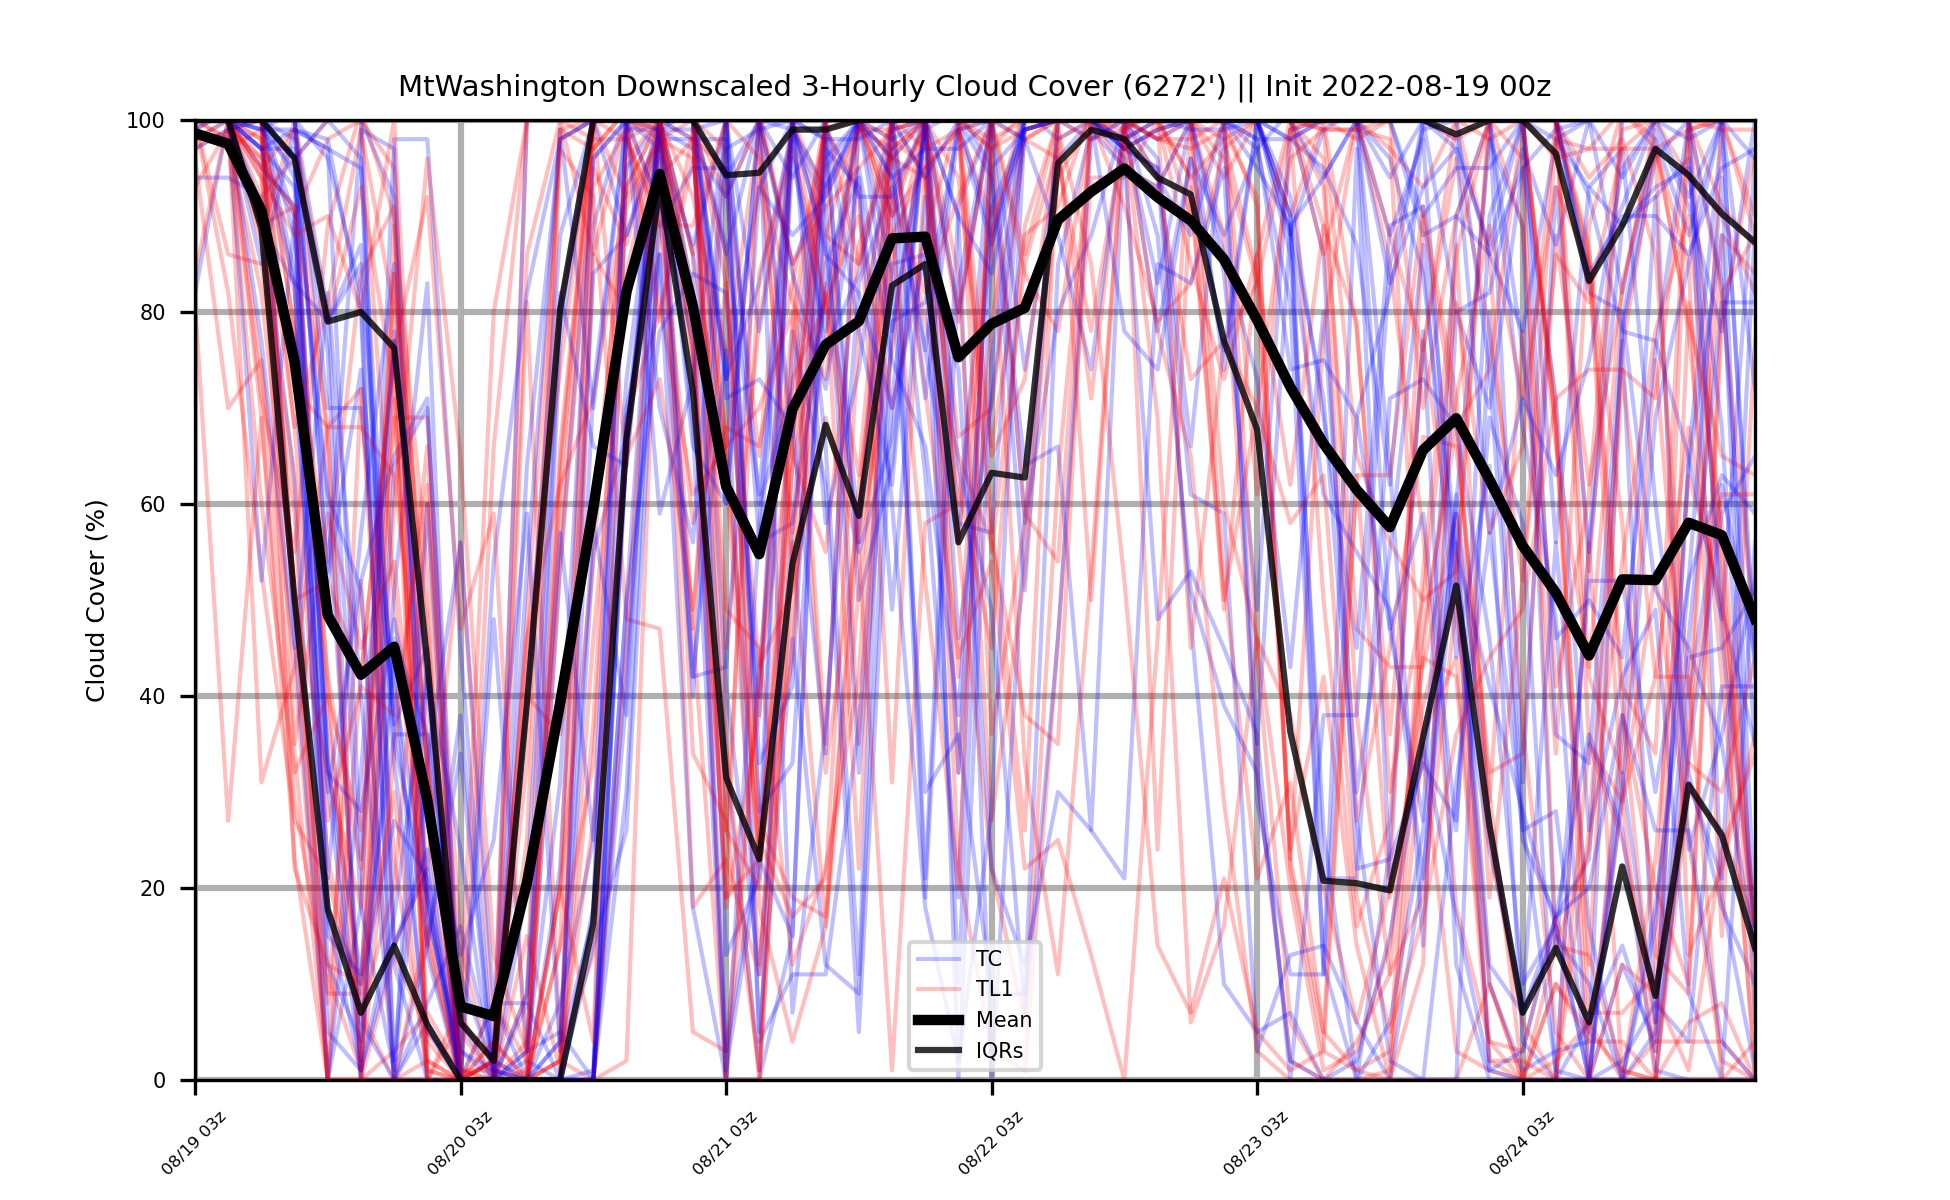 MtWashington Downscaled 3-Hourly Cloud Cover (6272') || Init 2022-08-19 00z
Cloud Cover (%)
100
80
60
40
20
0
TC
TL1
Mean
IQRs
08/19 03z
08/20 03z
08/21 03z
08/22 03z
08/23 03z
08/24 03z